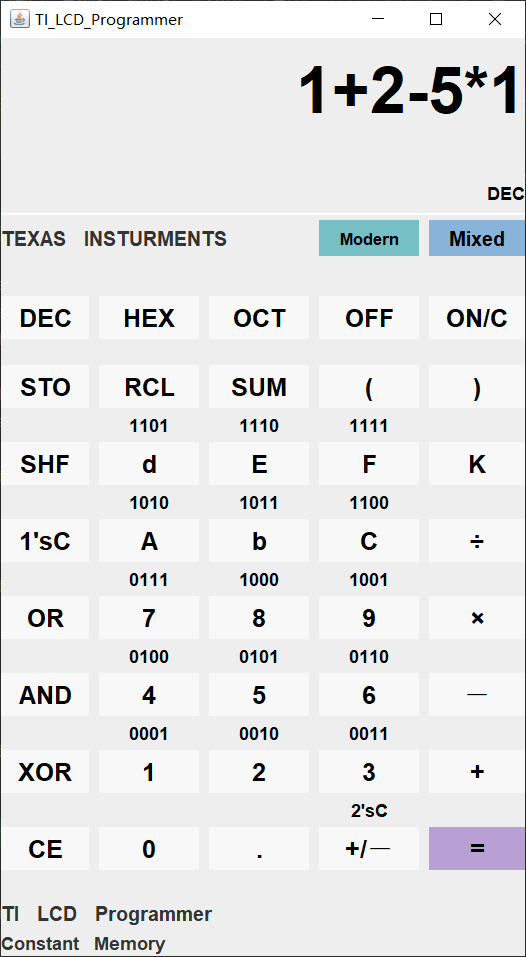 TI_LCD_Programmer
1+2-5*1
DEC
TEXAS INSTURMENTS Modern Mixed
DEC HEX OCT OFF ON/C
STO RCL SUM ( )
1101 1110 1111
SHF d E F K
1010 1011 1100
1'sC A b C ÷
0111 1000 1001
OR 7 8 9 ×
0100 0101 0110
AND 4 5 6 —
0001 0010 0011
XOR 1 2 3 +
2'sC
CE 0 . +/— =
TI LCD Programmer
Constant Memory